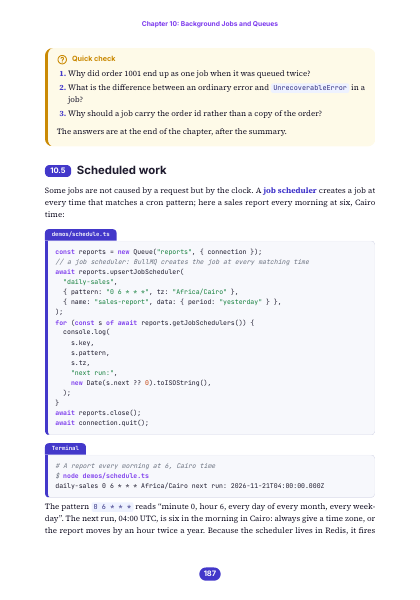 Chapter 10: Background Jobs and Queues
Quick check
1. Why did order 1001 end up as one job when it was queued twice?
2. What is the difference between an ordinary error and UnrecoverableError in a
job?
3. Why should a job carry the order id rather than a copy of the order?
The answers are at the end of the chapter, after the summary.
10.5 Scheduled work
Some jobs are not caused by a request but by the clock. A job scheduler creates a job at
every time that matches a cron pattern; here a sales report every morning at six, Cairo
time:
demos/schedule.ts
const reports = new Queue("reports", { connection });
// a job scheduler: BullMQ creates the job at every matching time
await reports.upsertJobScheduler(
"daily-sales",
{ pattern: "0 6 * * *", tz: "Africa/Cairo" },
{ name: "sales-report", data: { period: "yesterday" } },
);
for (const s of await reports.getJobSchedulers()) {
console.log(
s.key,
s.pattern,
s.tz,
"next run:",
new Date(s.next ?? 0).toISOString(),
);
}
await reports.close();
await connection.quit();
Terminal
# A report every morning at 6, Cairo time
$ node demos/schedule.ts
daily-sales 0 6 * * * Africa/Cairo next run: 2026-11-21T04:00:00.000Z
The pattern 0 6 * * * reads “minute 0, hour 6, every day of every month, every week-
day”. The next run, 04:00 UTC, is six in the morning in Cairo: always give a time zone, or
the report moves by an hour twice a year. Because the scheduler lives in Redis, it fires
187